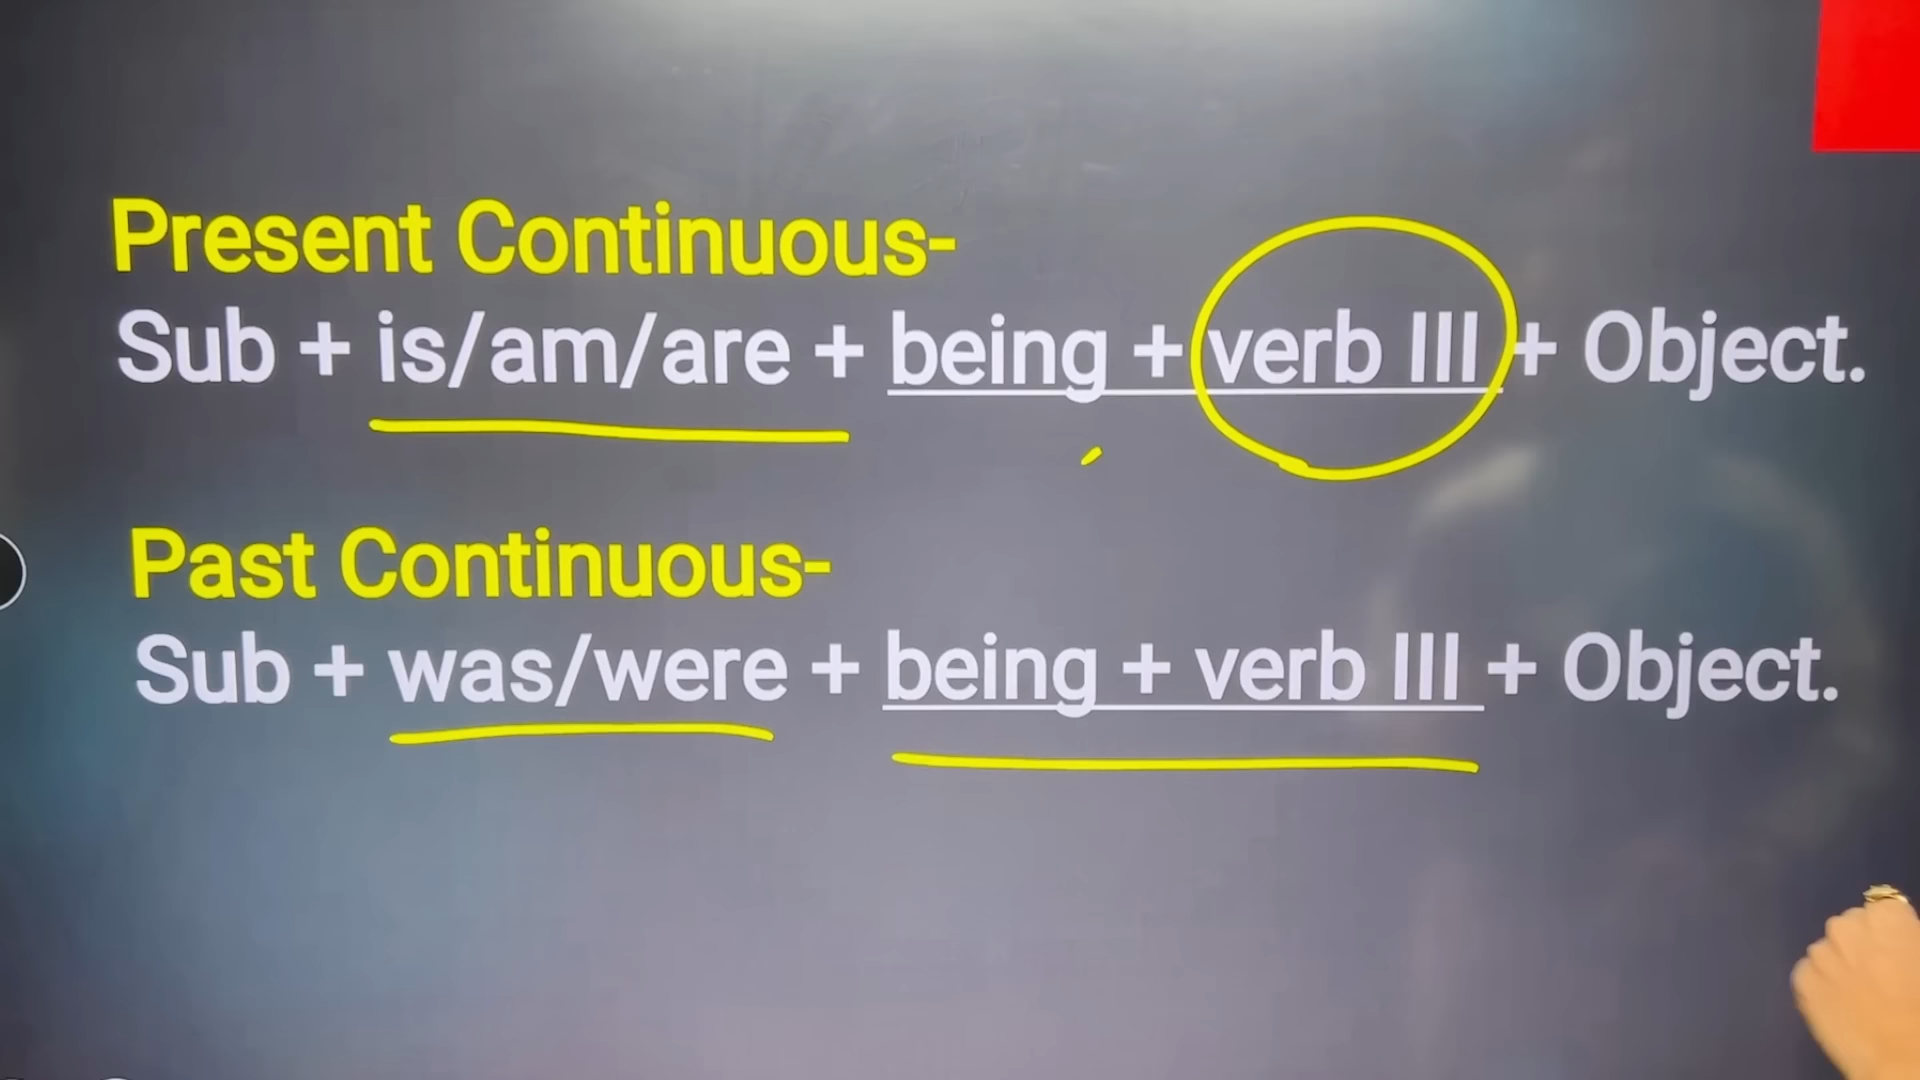 Present Continuous-
Sub + is/am/are + being + verb III + Object.
Past Continuous-
Sub + was/were + being + verb III + Object.